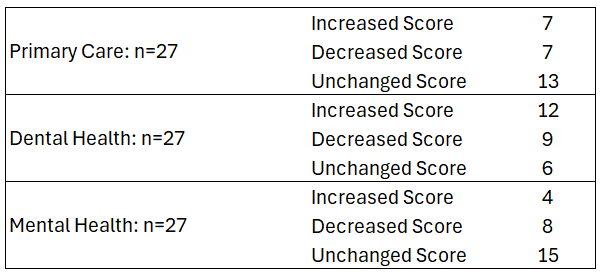 Increased Score 7
Primary Care: n=27 Decreased Score 7
Unchanged Score 13
Increased Score 12
Dental Health: n=27 Decreased Score 9
Unchanged Score 6
Increased Score 4
Mental Health: n=27 Decreased Score 8
Unchanged Score 15